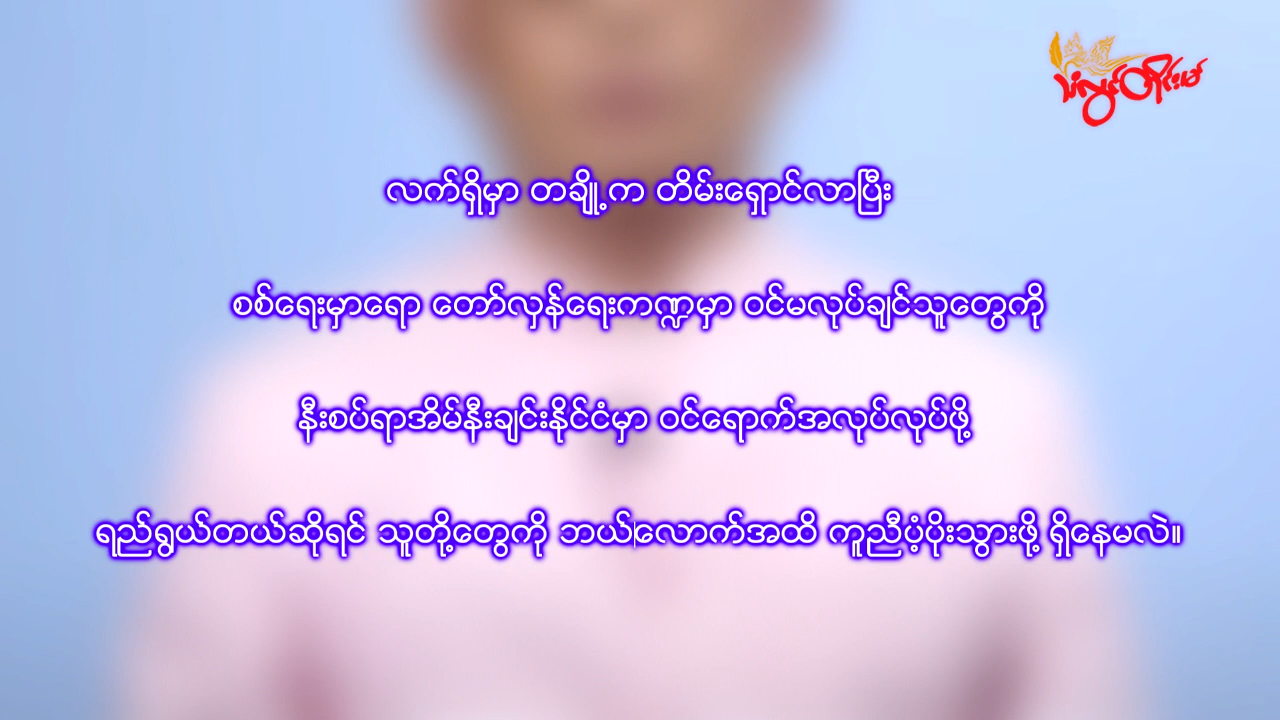 လက်ရှိမှာ တချို့က တိမ်းရှောင်လာပြီး
စစ်ရေးမှာရော တော်လှန်ရေးကဏ္ဍမှာ ဝင်မလုပ်ချင်သူတွေကို
နီးစပ်ရာအိမ်နီးချင်းနိုင်ငံမှာ ဝင်ရောက်အလုပ်လုပ်ဖို့
ရည်ရွယ်တယ်ဆိုရင် သူတို့တွေကို ဘယ်လောက်အထိ ကူညီပံ့ပိုးသွားဖို့ ရှိနေမလဲ။